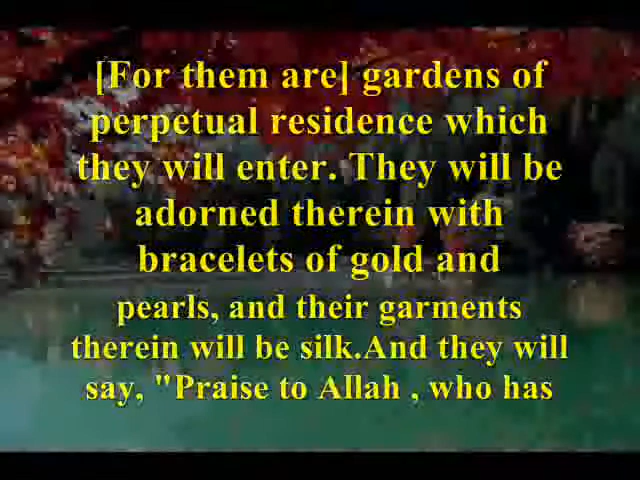 [For them are] gardens of
perpetual residence which
they will enter. They will be
adorned therein with
bracelets of gold and
pearls, and their garments
therein will be silk.And they will
say, "Praise to Allah , who has